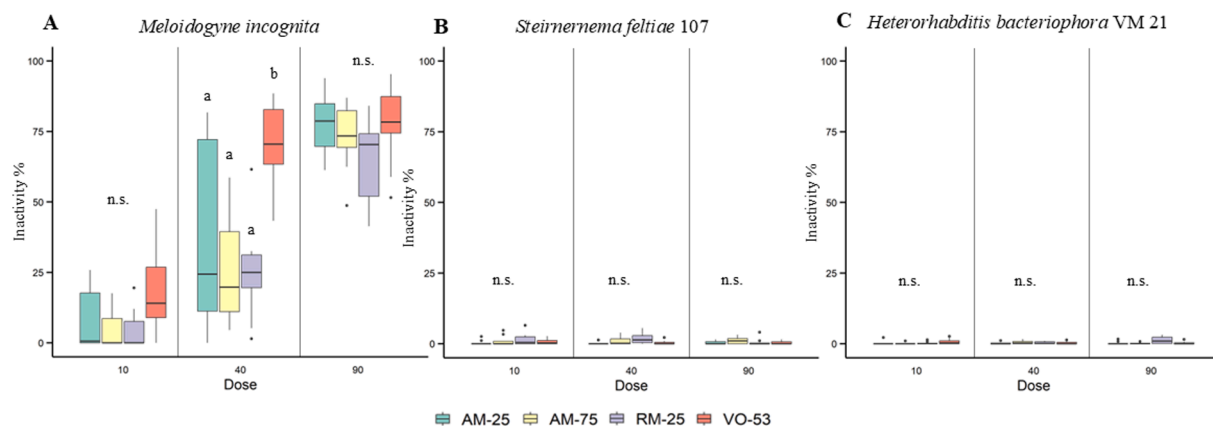 A
Meloidogyne incognita
100
75
50
25
0
Inactivity %
n.s.
a
a
a
b
n.s.
10
40
90
Dose
B
Steirnernema feltiae 107
100
75
50
25
0
Inactivity %
n.s.
n.s.
n.s.
10
40
90
Dose
C
Heterorhabditis bacteriophora VM 21
100
75
50
25
0
Inactivity %
n.s.
n.s.
n.s.
10
40
90
Dose
AM-25 AM-75 RM-25 VO-53